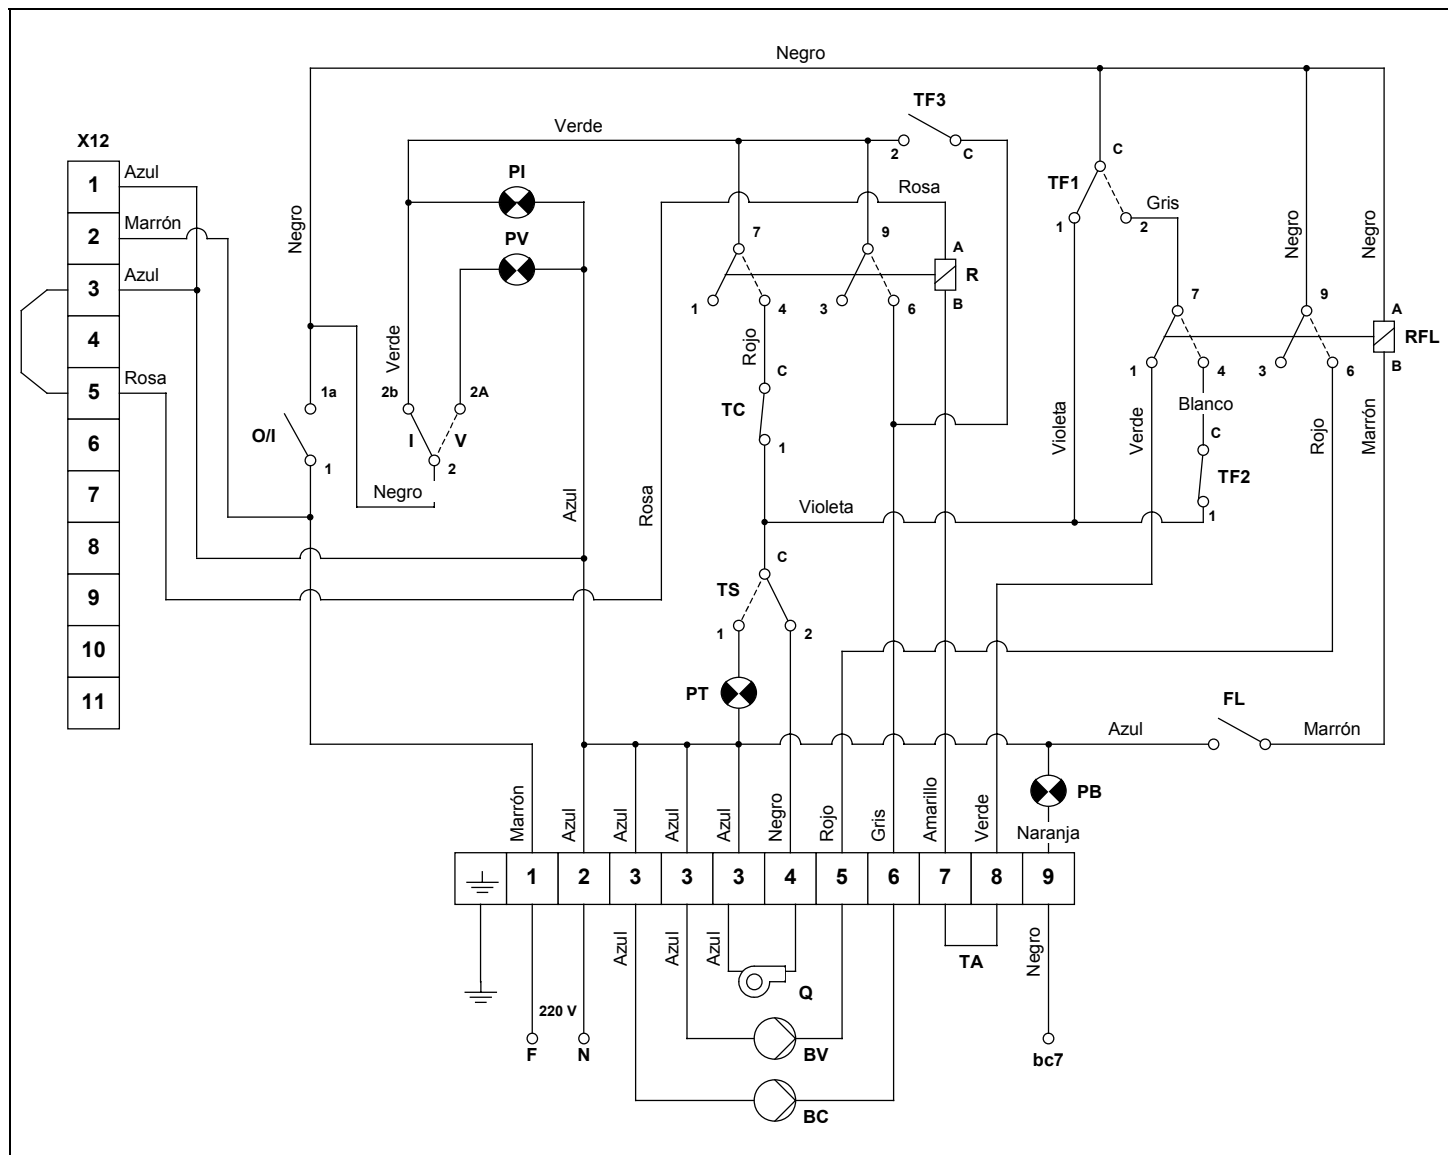 Negro
TF3
Verde
X12
2
C
Azul
1
PI
Rosa
C
TF1
Gris
1
2
Marrón
2
Negro
PV
7
9
A
R
B
Negro
Negro
Azul
3
1
4
3
6
7
9
A
RFL
B
4
Verde
Rojo
1
4
3
6
Rosa
5
1a
2b
2A
C
TC
1
Blanco
C
O/I
I
V
Violeta
Verde
Rojo
Marrón
6
1
2
TF2
7
Negro
Azul
Rosa
Violeta
1
8
C
9
TS
1
2
10
11
PT
FL
Azul
Marrón
PB
Marrón
Azul
Azul
Azul
Azul
Negro
Rojo
Gris
Amarillo
Verde
Naranja
1
2
3
3
3
4
5
6
7
8
9
Azul
Azul
Azul
Negro
TA
Q
220 V
F
N
BV
bc7
BC